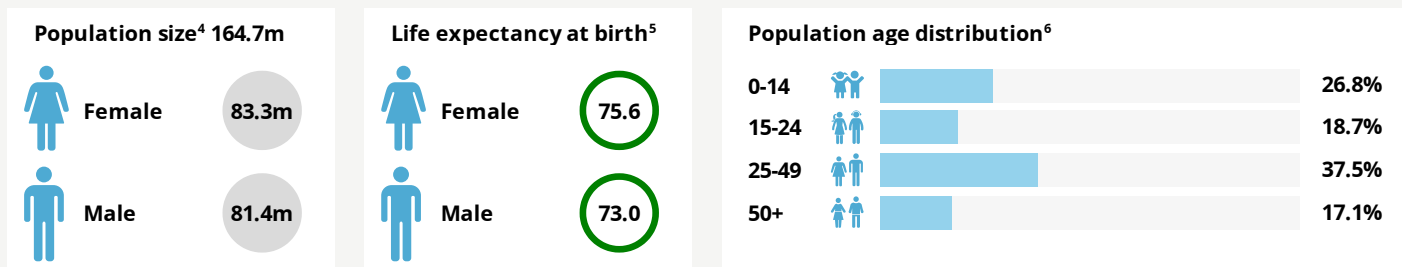 Population size⁴ 164.7m
Female 83.3m
Male 81.4m
Life expectancy at birth⁵
Female 75.6
Male 73.0
Population age distribution⁶
0-14 26.8%
15-24 18.7%
25-49 37.5%
50+ 17.1%